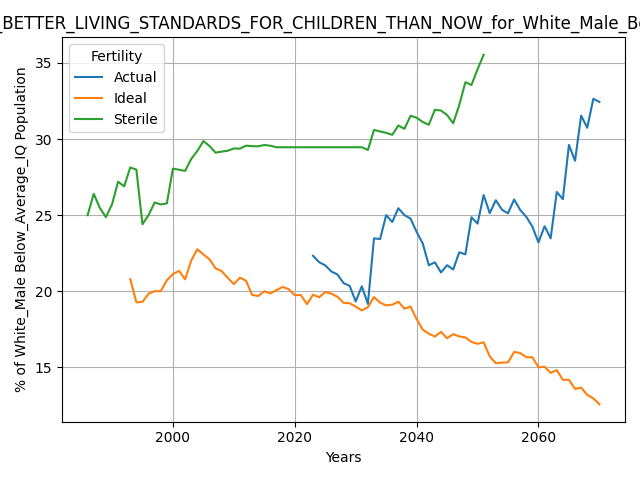 _BETTER_LIVING_STANDARDS_FOR_CHILDREN_THAN_NOW_for_White_Male_Be
Fertility
Actual
Ideal
Sterile
35
30
25
20
15
% of White_Male Below_Average_IQ Population
2000
2020
2040
2060
Years